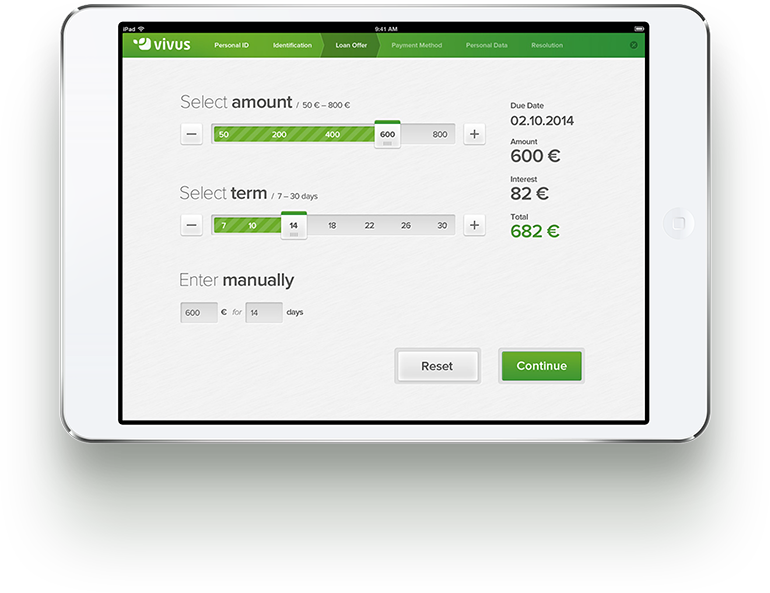 iPad 9:41 AM
vivus Personal ID Identification Loan Offer Payment Method Personal Data Resolution
Select amount / 50 € – 800 €
50 200 400 600 800
Select term / 7 – 30 days
7 10 14 18 22 26 30
Enter manually
600 € for 14 days
Due Date
02.10.2014
Amount
600 €
Interest
82 €
Total
682 €
Reset Continue